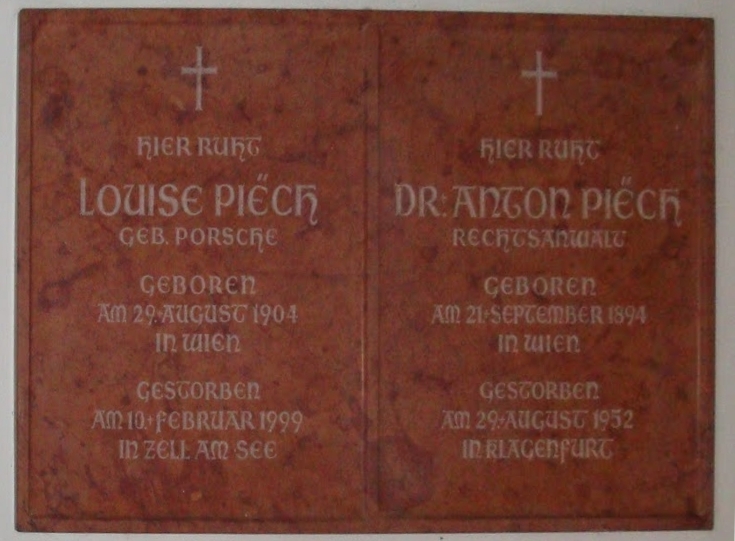 HIER RUHT
LOUISE PIËCH
GEB. PORSCHE
GEBOREN
AM 29. AUGUST 1904
IN WIEN
GESTORBEN
AM 10. FEBRUAR 1999
IN ZELL AM SEE
HIER RUHT
DR. ANTON PIËCH
RECHTSANWALT
GEBOREN
AM 21. SEPTEMBER 1894
IN WIEN
GESTORBEN
AM 29. AUGUST 1952
IN KLAGENFURT